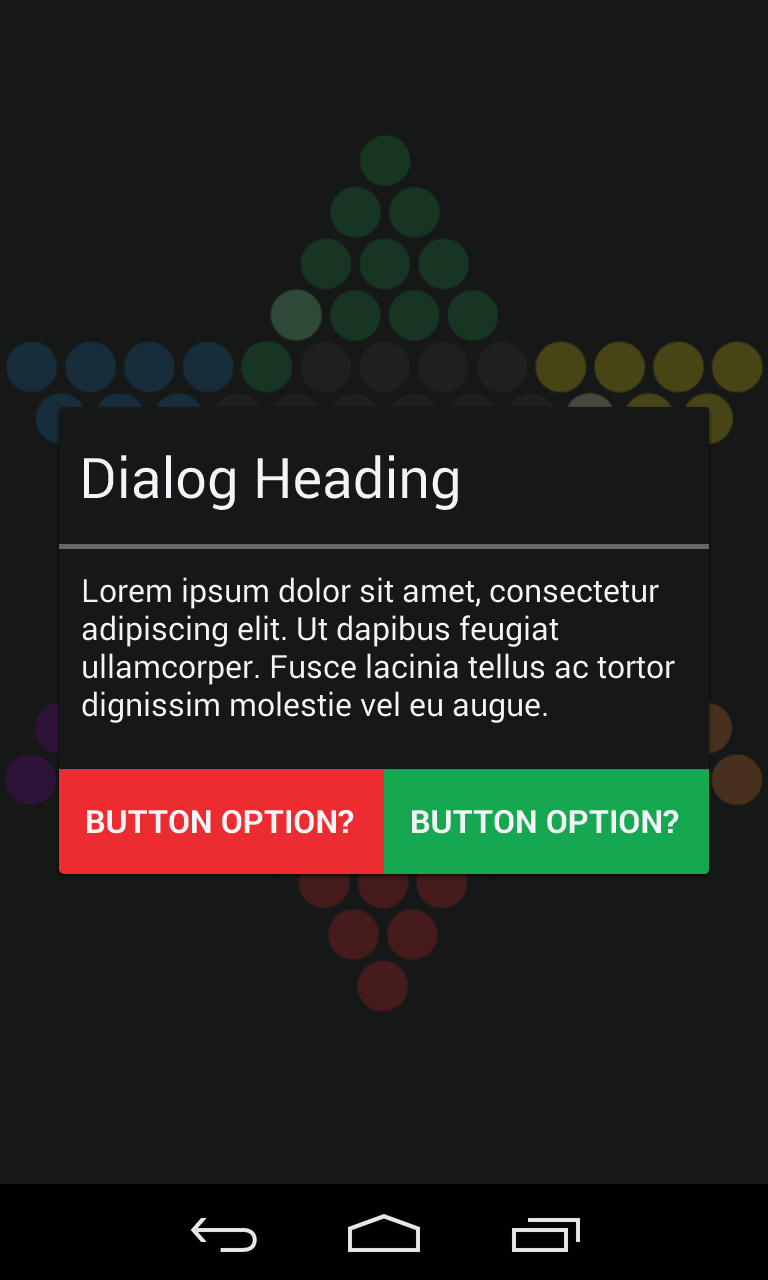 Dialog Heading
Lorem ipsum dolor sit amet, consectetur
adipiscing elit. Ut dapibus feugiat
ullamcorper. Fusce lacinia tellus ac tortor
dignissim molestie vel eu augue.
BUTTON OPTION? BUTTON OPTION?